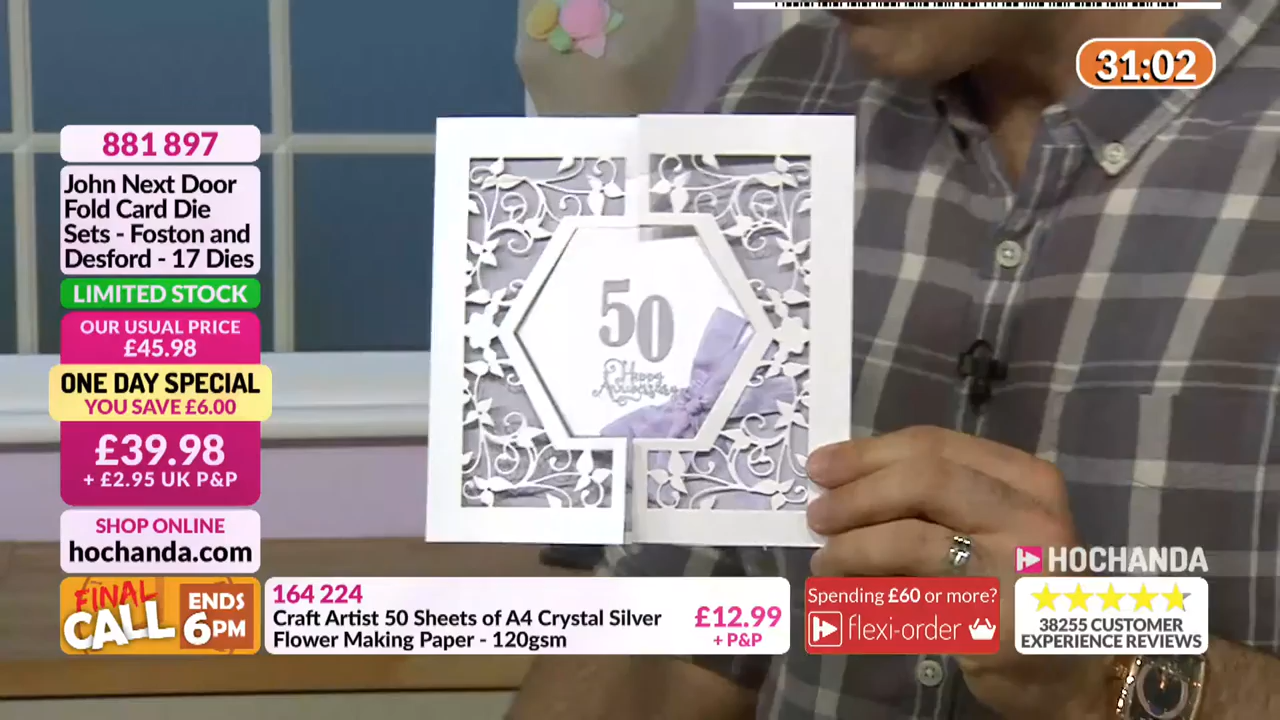 31:02
881 897
John Next Door
Fold Card Die
Sets - Foston and
Desford - 17 Dies
LIMITED STOCK
OUR USUAL PRICE
£45.98
ONE DAY SPECIAL
YOU SAVE £6.00
£39.98
+ £2.95 UK P&P
SHOP ONLINE
hochanda.com
50
Happy
Anniversary
HOCHANDA
FINAL
CALL
ENDS
6PM
164 224
Craft Artist 50 Sheets of A4 Crystal Silver
Flower Making Paper - 120gsm
£12.99
+ P&P
Spending £60 or more?
flexi-order
38255 CUSTOMER
EXPERIENCE REVIEWS